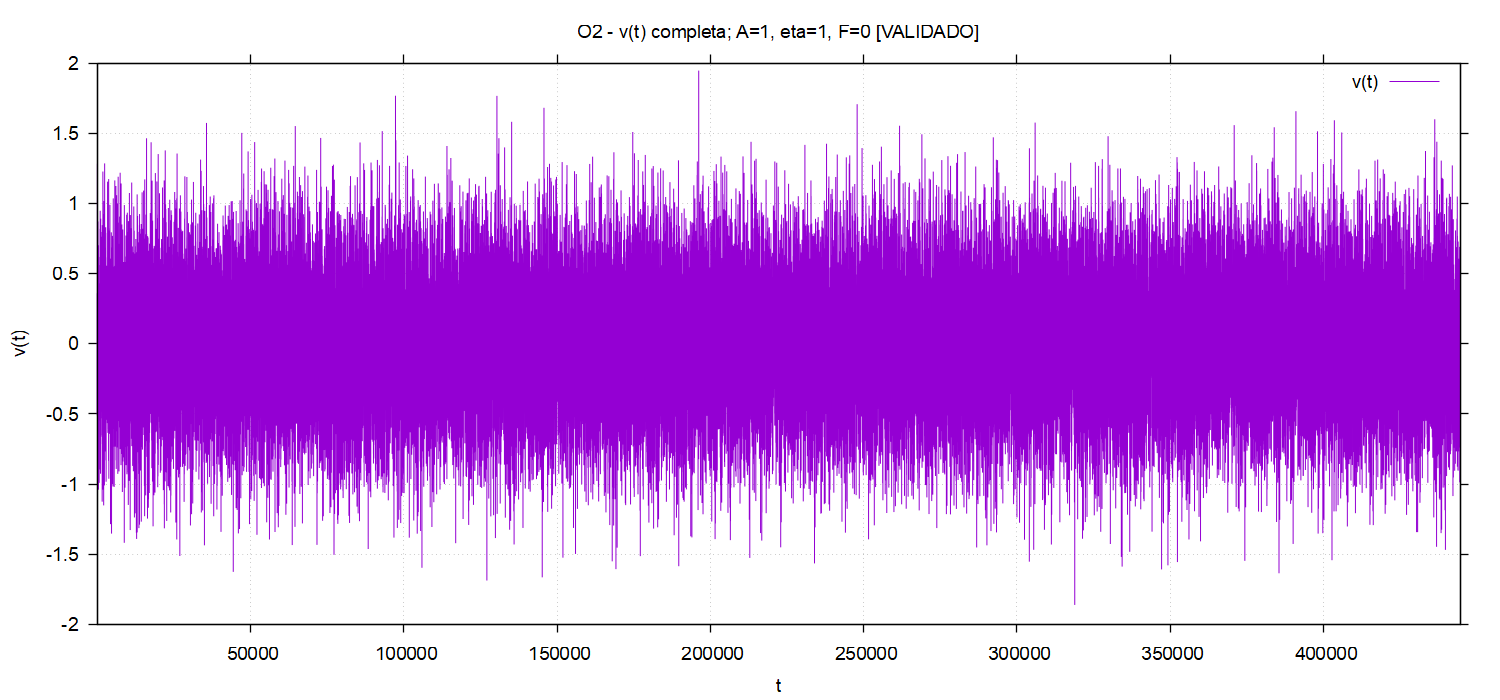 O2 - v(t) completa; A=1, eta=1, F=0 [VALIDADO]
v(t)
2
1.5
1
0.5
0
-0.5
-1
-1.5
-2
v(t)
50000 100000 150000 200000 250000 300000 350000 400000
t